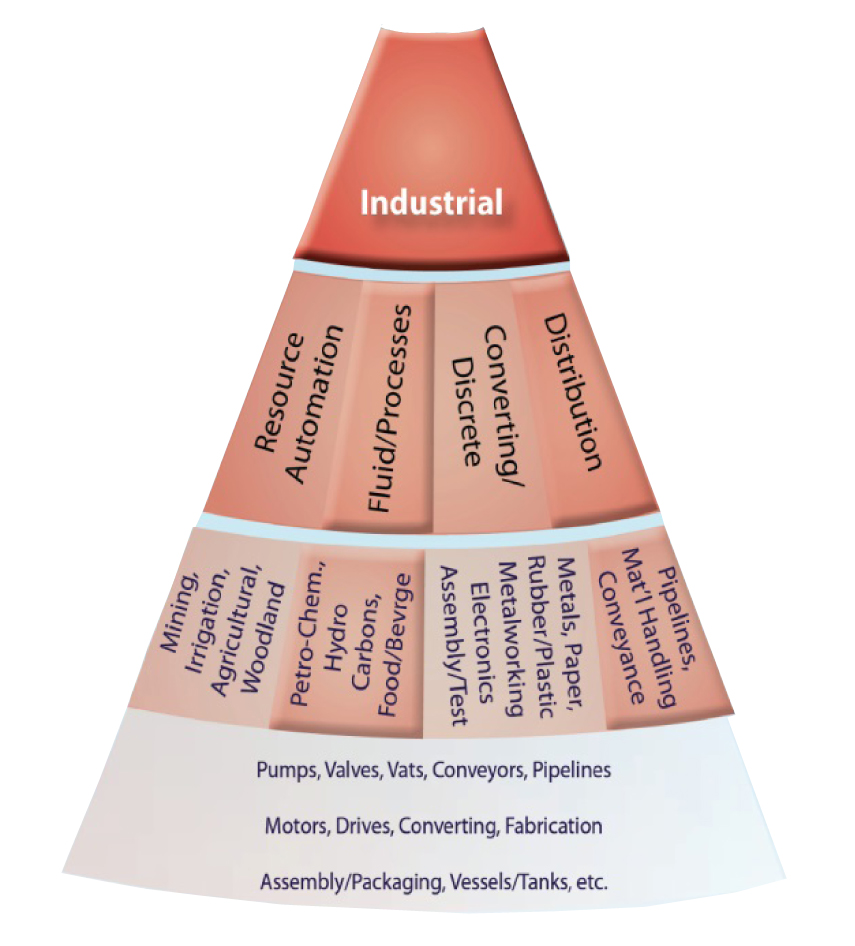 Industrial
Resource
Automation
Fluid/Processes
Converting/
Discrete
Distribution
Mining,
Irrigation,
Agricultural,
Woodland
Petro-Chem.,
Hydro
Carbons,
Food/Bevrge
Metals, Paper,
Rubber/Plastic
Metalworking
Electronics
Assembly/Test
Pipelines,
Mat'l Handling
Conveyance
Pumps, Valves, Vats, Conveyors, Pipelines
Motors, Drives, Converting, Fabrication
Assembly/Packaging, Vessels/Tanks, etc.